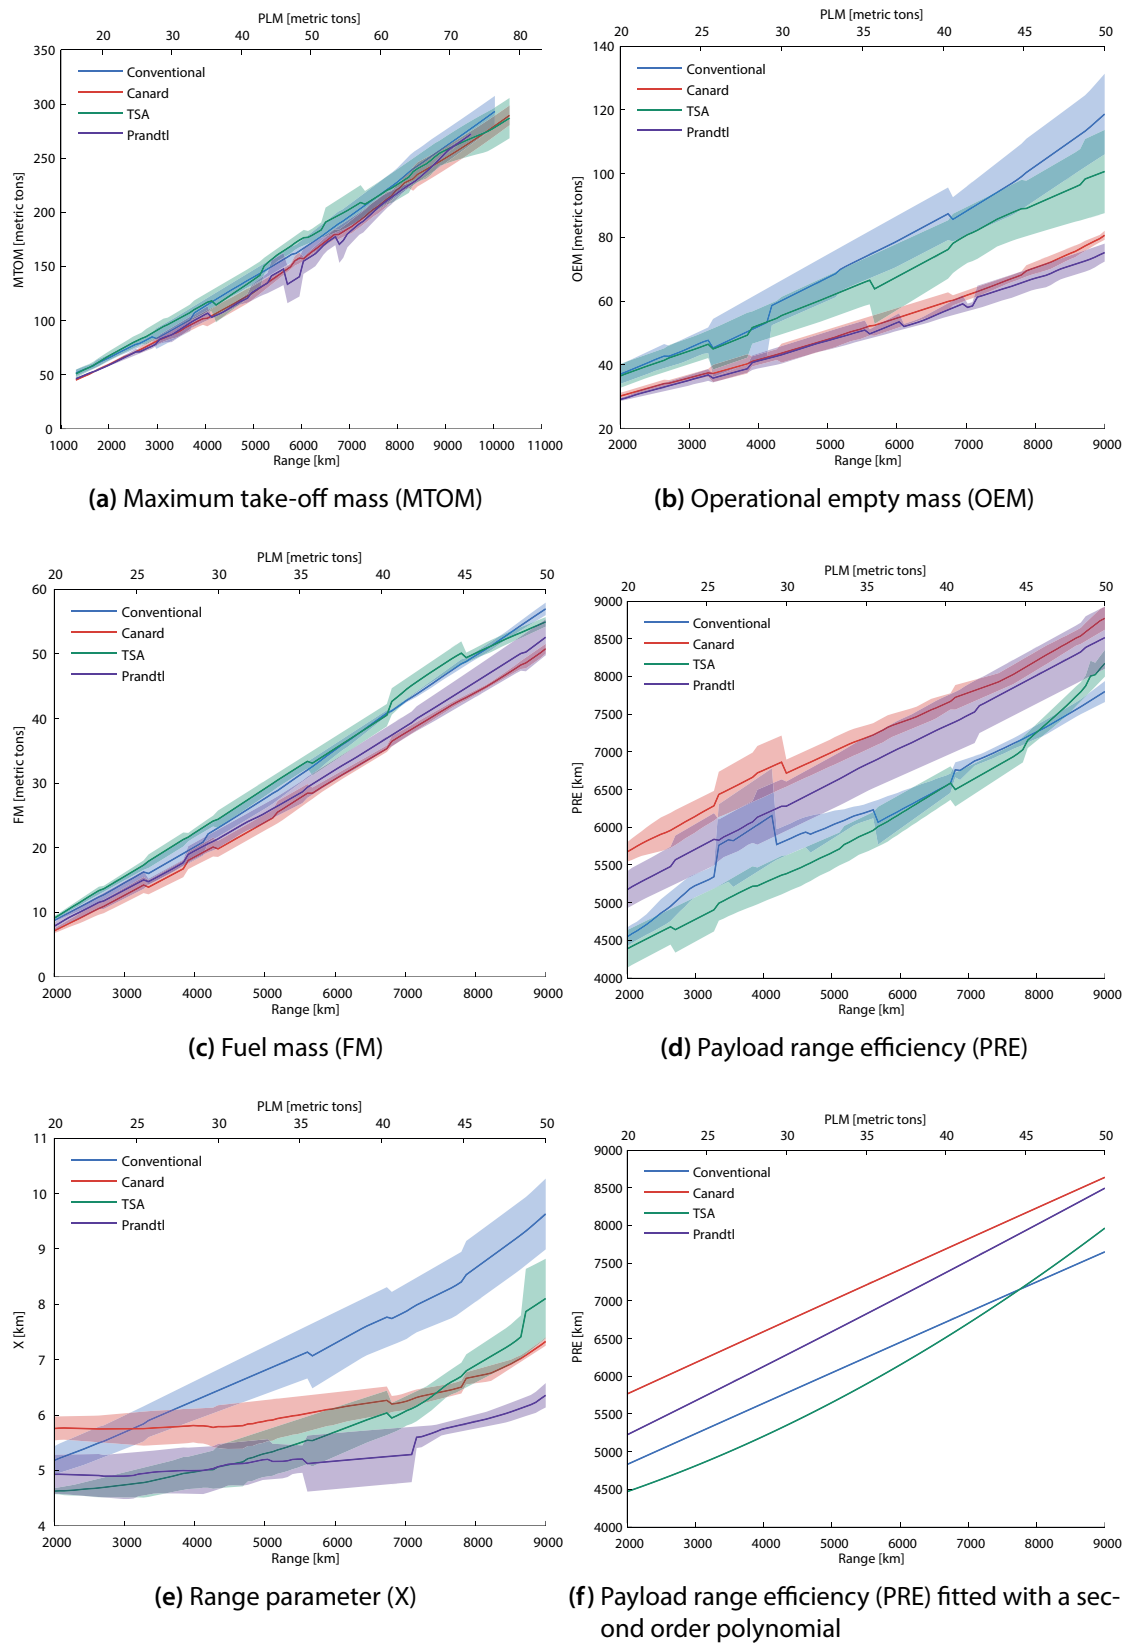 PLM [metric tons]
20 30 40 50 60 70 80
350
300
250
200
150
100
50
0
MTOM [metric tons]
Conventional
Canard
TSA
Prandtl
1000 2000 3000 4000 5000 6000 7000 8000 9000 10000 11000
Range [km]
(a) Maximum take-off mass (MTOM)
PLM [metric tons]
20 25 30 35 40 45 50
140
120
100
80
60
40
20
OEM [metric tons]
Conventional
Canard
TSA
Prandtl
2000 3000 4000 5000 6000 7000 8000 9000
Range [km]
(b) Operational empty mass (OEM)
PLM [metric tons]
20 25 30 35 40 45 50
60
50
40
30
20
10
0
FM [metric tons]
Conventional
Canard
TSA
Prandtl
2000 3000 4000 5000 6000 7000 8000 9000
Range [km]
(c) Fuel mass (FM)
PLM [metric tons]
20 25 30 35 40 45 50
9000
8500
8000
7500
7000
6500
6000
5500
5000
4500
4000
PRE [km]
Conventional
Canard
TSA
Prandtl
2000 3000 4000 5000 6000 7000 8000 9000
Range [km]
(d) Payload range efficiency (PRE)
PLM [metric tons]
20 25 30 35 40 45 50
11
10
9
8
7
6
5
4
X [km]
Conventional
Canard
TSA
Prandtl
2000 3000 4000 5000 6000 7000 8000 9000
Range [km]
(e) Range parameter (X)
PLM [metric tons]
20 25 30 35 40 45 50
9000
8500
8000
7500
7000
6500
6000
5500
5000
4500
4000
PRE [km]
Conventional
Canard
TSA
Prandtl
2000 3000 4000 5000 6000 7000 8000 9000
Range [km]
(f) Payload range efficiency (PRE) fitted with a sec-
ond order polynomial